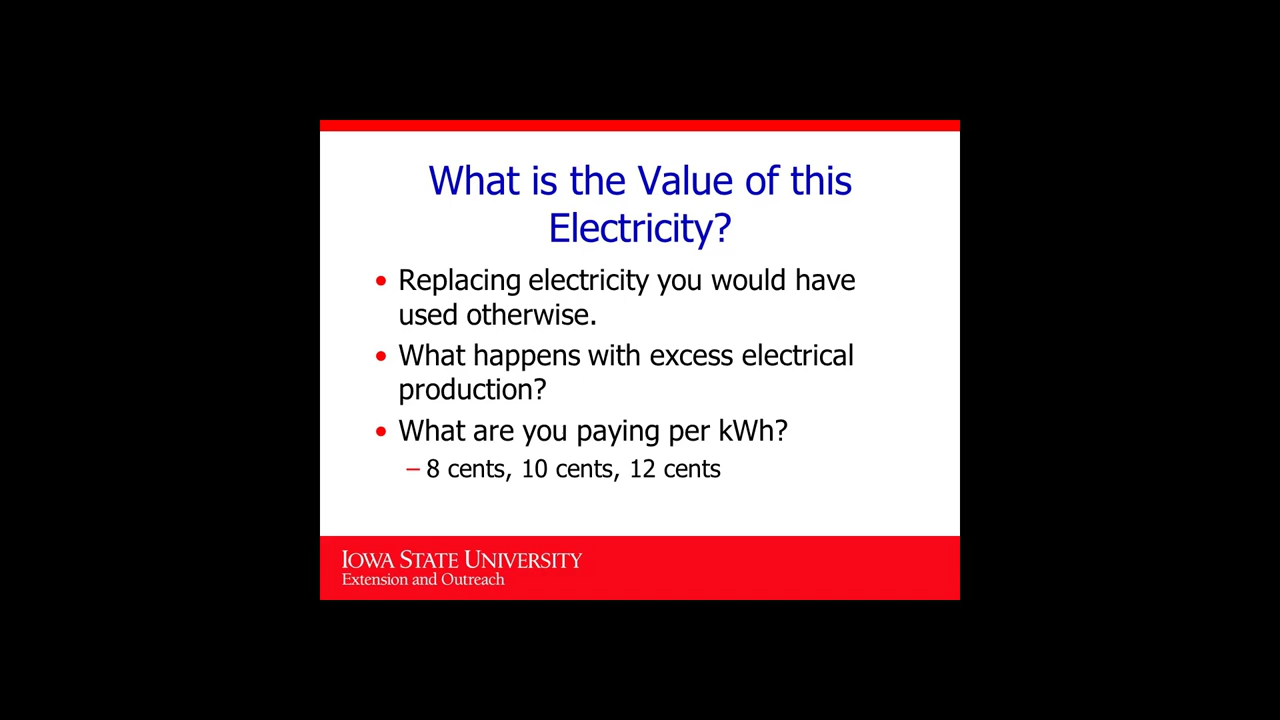 What is the Value of this
Electricity?
• Replacing electricity you would have
used otherwise.
• What happens with excess electrical
production?
• What are you paying per kWh?
– 8 cents, 10 cents, 12 cents
IOWA STATE UNIVERSITY
Extension and Outreach